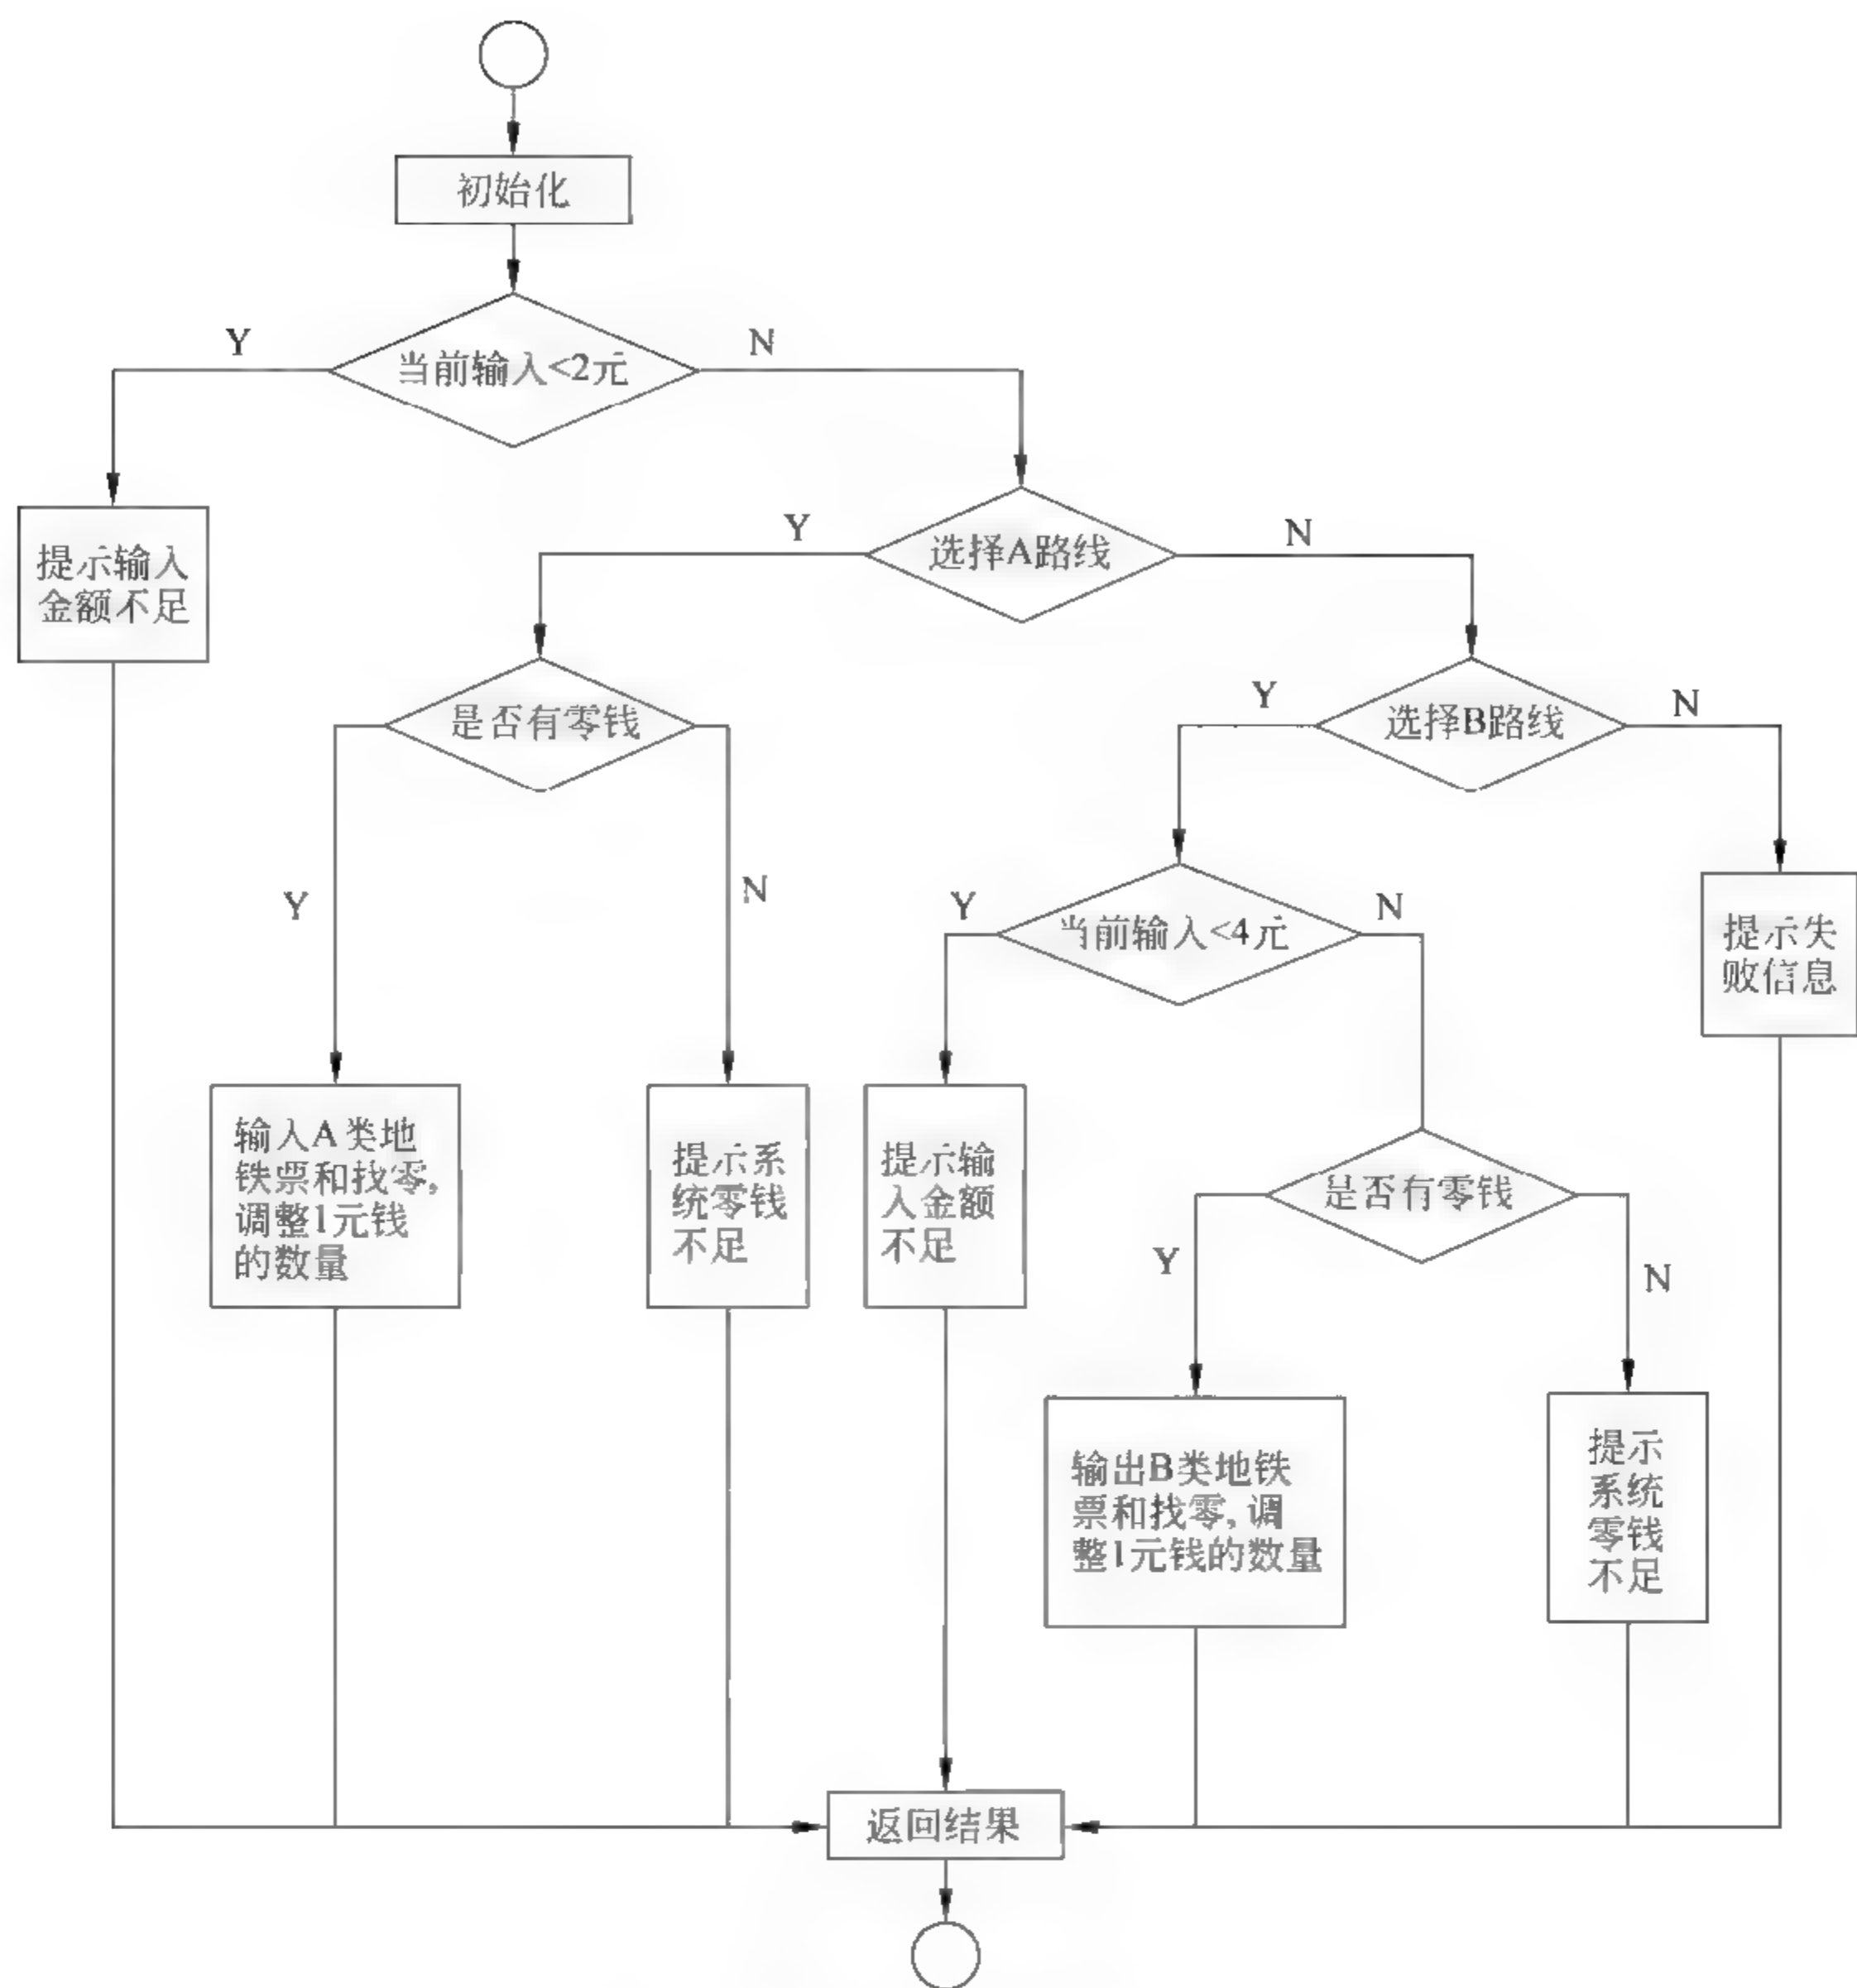 初始化
Y
N
当前输入<2元
Y
N
提示输入
金额不足
选择A路线
Y
N
是否有零钱
选择B路线
Y
N
Y
N
当前输入<4元
提示失
败信息
输入A类地
铁票和找零,
调整1元钱
的数量
提示系
统零钱
不足
提示输
入金额
不足
是否有零钱
Y
N
输出B类地铁
票和找零,调
整1元钱的数量
提示
系统
零钱
不足
返回结果